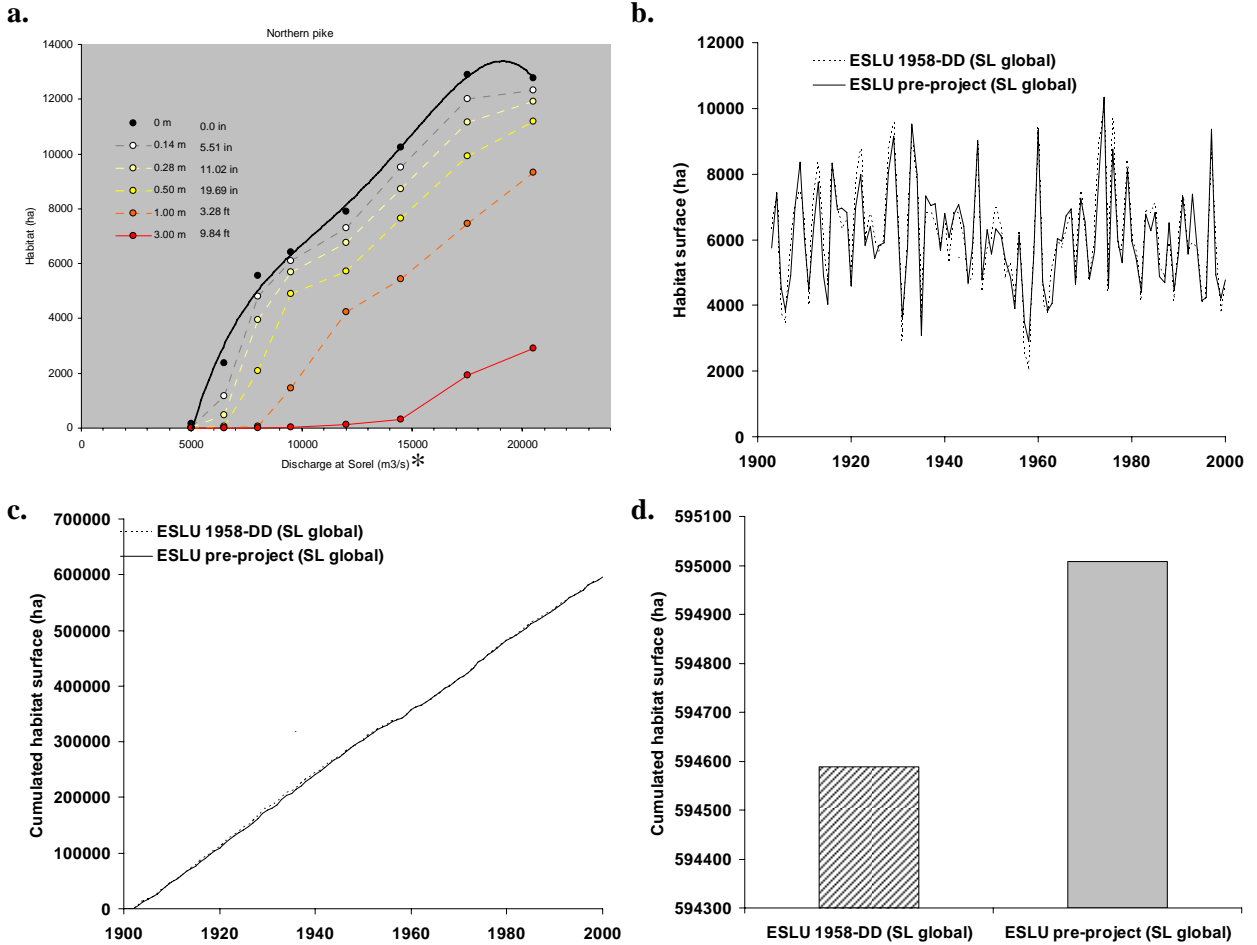 a.
Northern pike
14000
12000
10000
8000
6000
4000
2000
0
Habitat (ha)
0 m 0.0 in
0.14 m 5.51 in
0.28 m 11.02 in
0.50 m 19.69 in
1.00 m 3.28 ft
3.00 m 9.84 ft
0 5000 10000 15000 20000
Discharge at Sorel (m3/s)*
b.
12000
10000
8000
6000
4000
2000
0
Habitat surface (ha)
ESLU 1958-DD (SL global)
ESLU pre-project (SL global)
1900 1920 1940 1960 1980 2000
c.
700000
600000
500000
400000
300000
200000
100000
0
Cumulated habitat surface (ha)
ESLU 1958-DD (SL global)
ESLU pre-project (SL global)
1900 1920 1940 1960 1980 2000
d.
595100
595000
594900
594800
594700
594600
594500
594400
594300
Cumulated habitat surface (ha)
ESLU 1958-DD (SL global) ESLU pre-project (SL global)